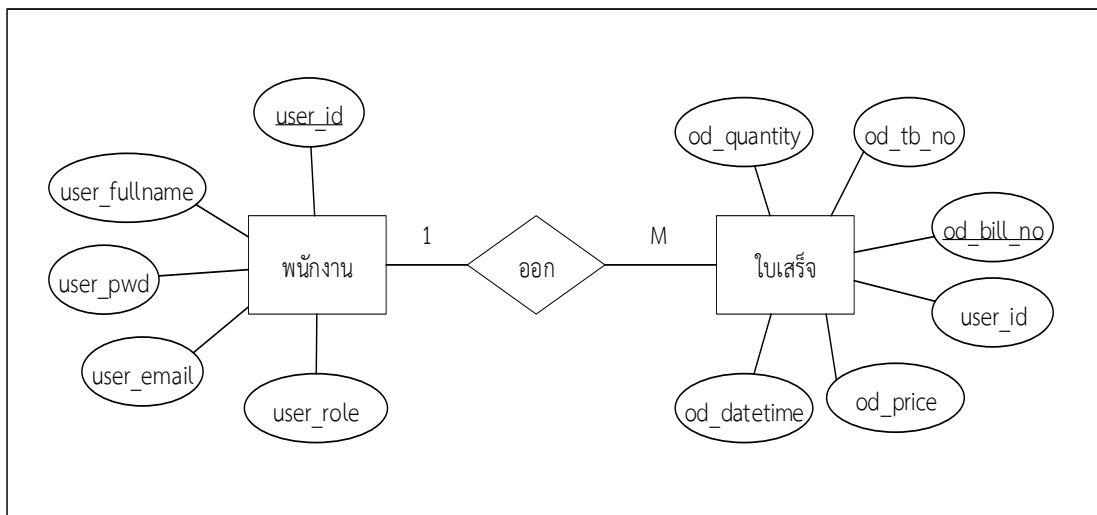 user_id
user_fullname
user_pwd
user_email
user_role
พนักงาน
1
ออก
M
ใบเสร็จ
od_quantity
od_tb_no
od_bill_no
user_id
od_price
od_datetime